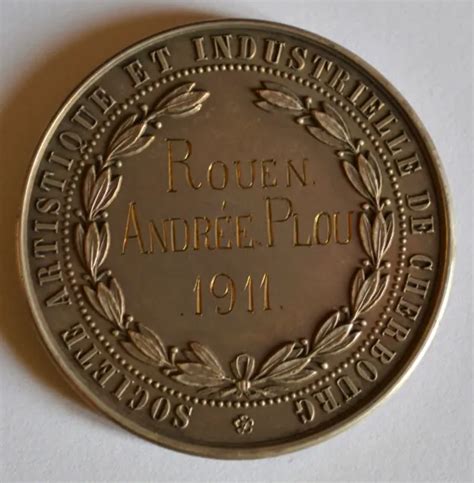 SOCIETE ARTISTIQUE ET INDUSTRIELLE DE CHERBOURG
ROUEN.
ANDRÉE.PLOU
.1911.